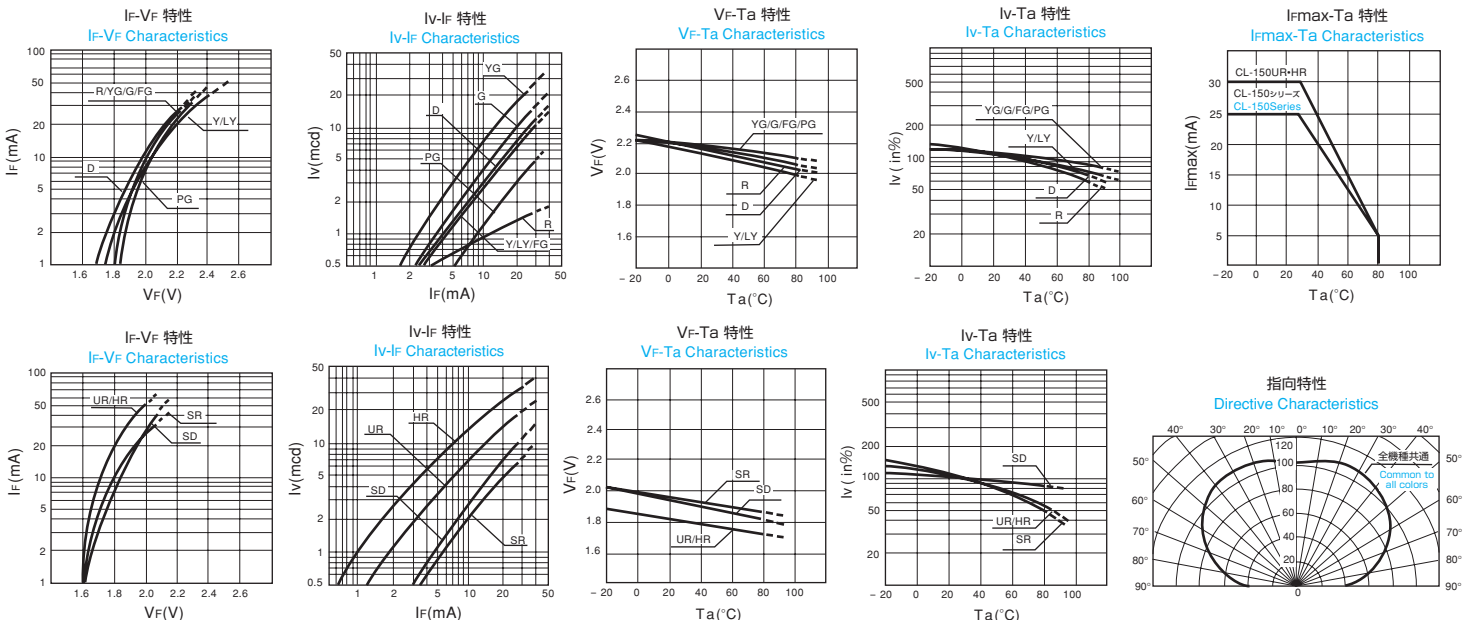 IF-VF 特性
IF-VF Characteristics
100
50
20
10
5
2
1
IF(mA)
R/YG/G/FG
Y/LY
D
PG
1.6 1.8 2.0 2.2 2.4 2.6
VF(V)
Iv-IF 特性
Iv-IF Characteristics
50
20
10
5
2
1
0.5
Iv(mcd)
YG
G
D
PG
R
Y/LY/FG
1 2 5 10 20 50
IF(mA)
VF-Ta 特性
VF-Ta Characteristics
2.6
2.4
2.2
2.0
1.8
1.6
VF(V)
YG/G/FG/PG
R
D
Y/LY
−20 0 20 40 60 80 100
Ta(°C)
Iv-Ta 特性
Iv-Ta Characteristics
500
200
100
50
20
Iv ( in%)
YG/G/FG/PG
Y/LY
D
R
−20 0 20 40 60 80 100
Ta(°C)
IFmax-Ta 特性
IFmax-Ta Characteristics
30
25
20
15
10
5
IFmax(mA)
CL-150UR•HR
CL-150シリーズ
CL-150Series
−20 0 20 40 60 80 100
Ta(°C)
IF-VF 特性
IF-VF Characteristics
100
50
20
10
5
2
1
IF(mA)
UR/HR
SR
SD
1.6 1.8 2.0 2.2 2.4 2.6
VF(V)
Iv-IF 特性
Iv-IF Characteristics
50
20
10
5
2
1
0.5
Iv(mcd)
HR
UR
SD
SR
1 2 5 10 20 50
IF(mA)
VF-Ta 特性
VF-Ta Characteristics
2.6
2.4
2.2
2.0
1.8
1.6
VF(V)
SR
SD
UR/HR
−20 0 20 40 60 80 100
Ta(°C)
Iv-Ta 特性
Iv-Ta Characteristics
500
200
100
50
20
Iv ( in%)
SD
UR/HR
SR
−20 0 20 40 60 80 100
Ta(°C)
指向特性
Directive Characteristics
40° 30° 20° 10° 0° 10° 20° 30° 40°
50° 50°
60° 60°
70° 70°
80° 80°
90° 90°
120
100
80
60
40
20
0
全機種共通
Common to
all colors